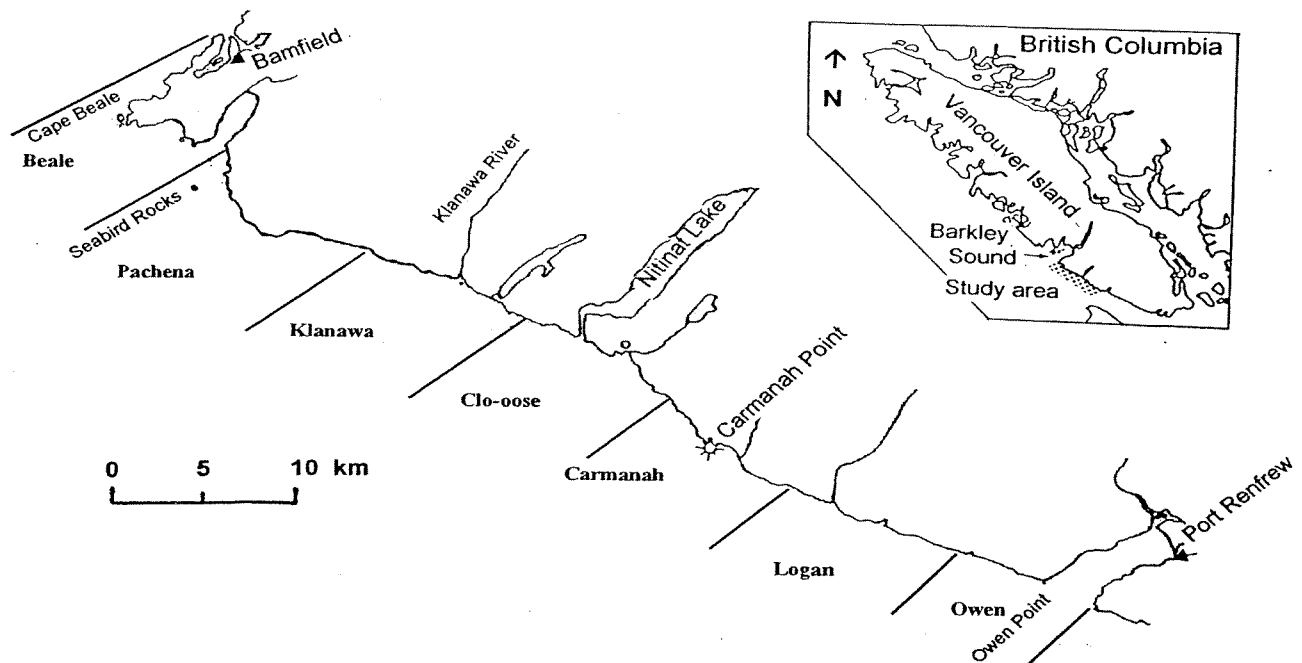 Bamfield
Cape Beale
Beale
Seabird Rocks
Pachena
Klanawa River
Klanawa
Nitinat Lake
Clo-oose
Carmanah Point
Carmanah
Logan
Port Renfrew
Owen
Owen Point
0 5 10 km
British Columbia
N
Vancouver Island
Barkley
Sound
Study area